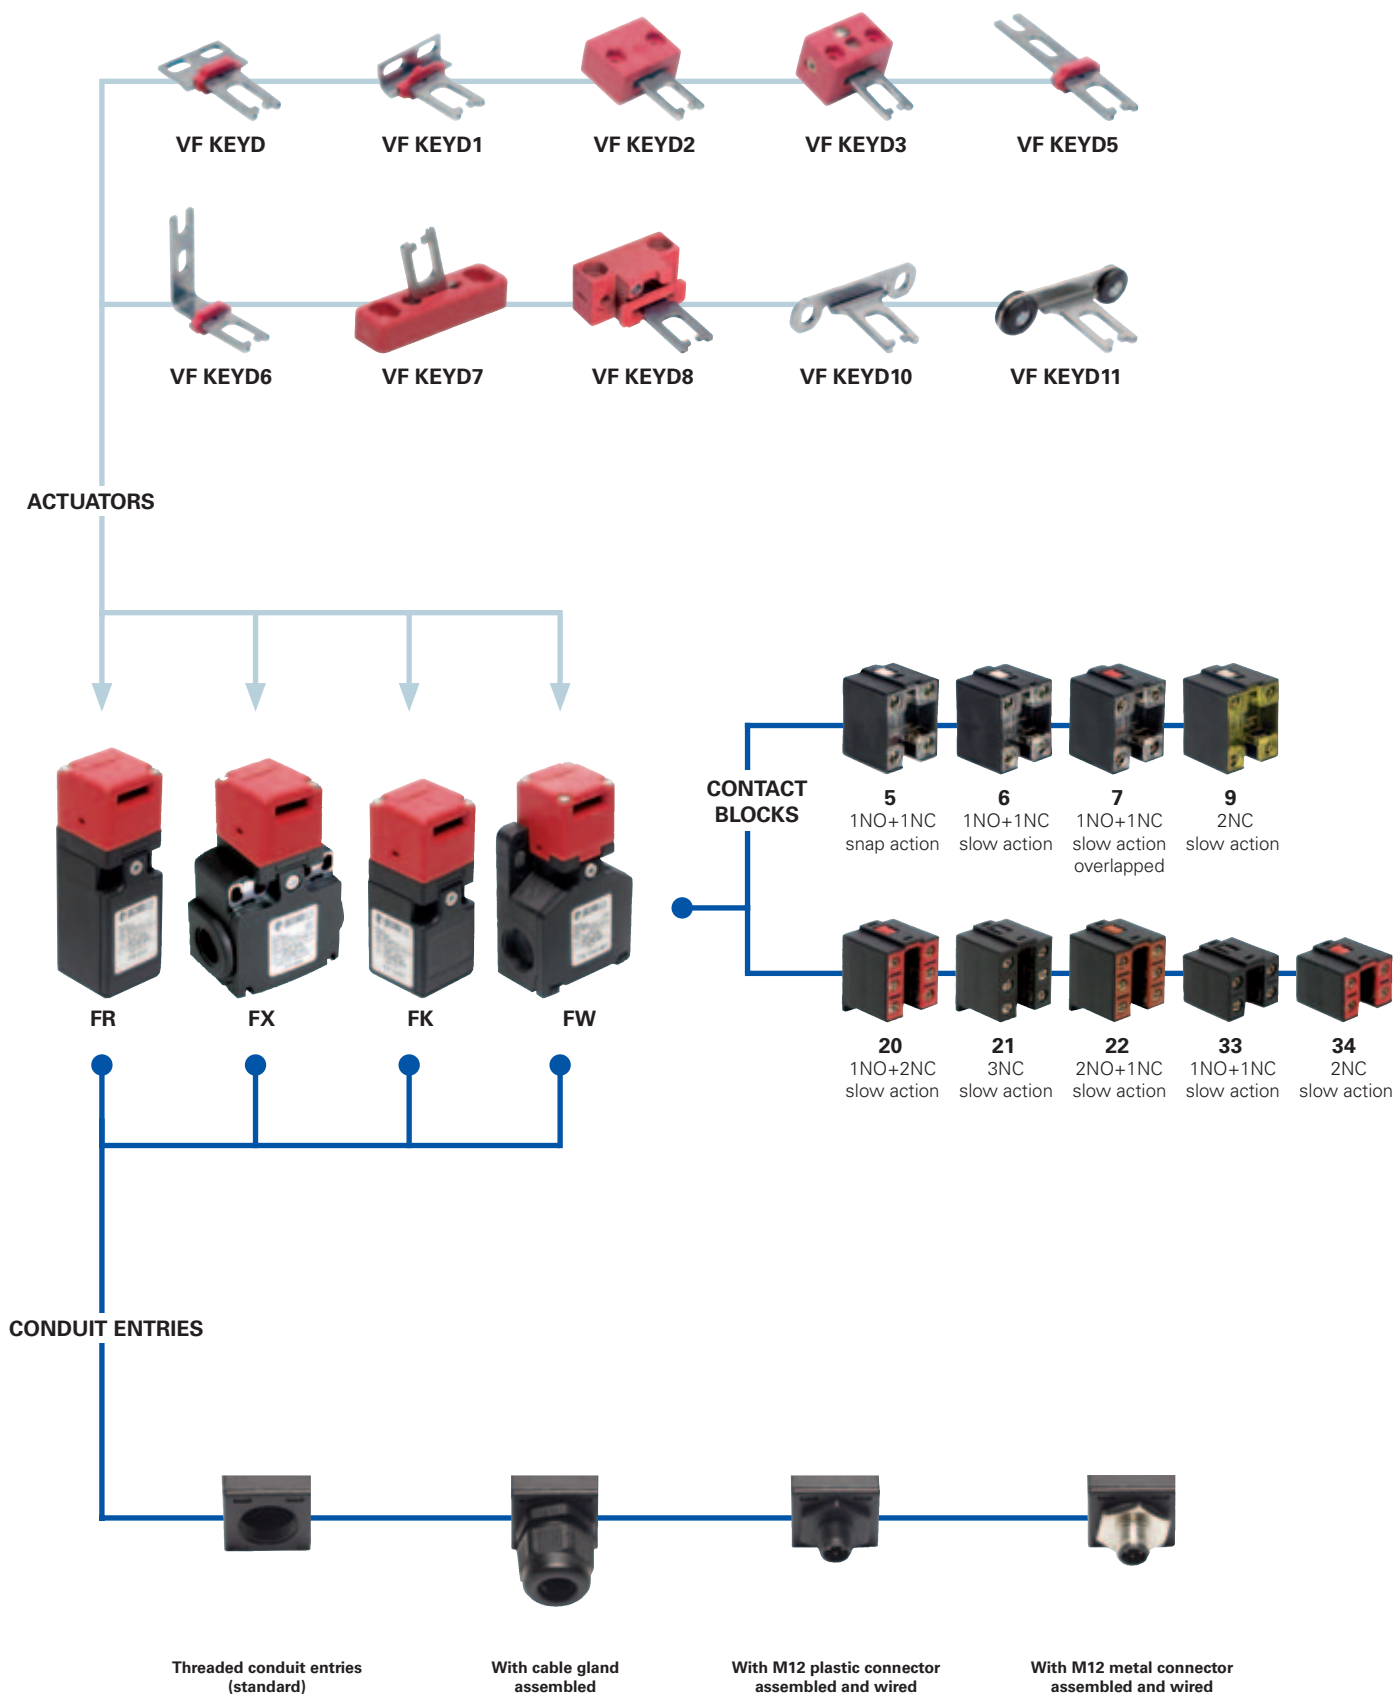 VF KEYD
VF KEYD1
VF KEYD2
VF KEYD3
VF KEYD5
VF KEYD6
VF KEYD7
VF KEYD8
VF KEYD10
VF KEYD11
ACTUATORS
FR
FX
FK
FW
CONTACT
BLOCKS
5
1NO+1NC
snap action
6
1NO+1NC
slow action
7
1NO+1NC
slow action
overlapped
9
2NC
slow action
20
1NO+2NC
slow action
21
3NC
slow action
22
2NO+1NC
slow action
33
1NO+1NC
slow action
34
2NC
slow action
CONDUIT ENTRIES
Threaded conduit entries
(standard)
With cable gland
assembled
With M12 plastic connector
assembled and wired
With M12 metal connector
assembled and wired